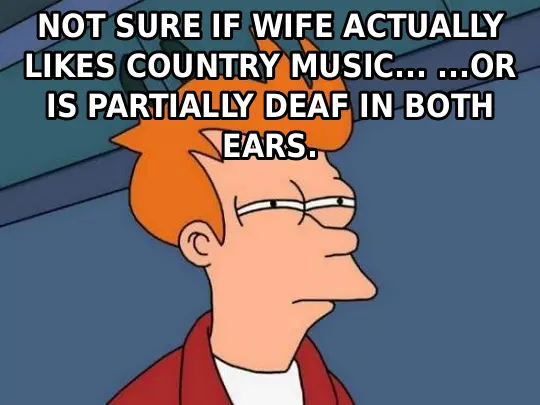 NOT SURE IF WIFE ACTUALLY
LIKES COUNTRY MUSIC... ...OR
IS PARTIALLY DEAF IN BOTH
EARS.